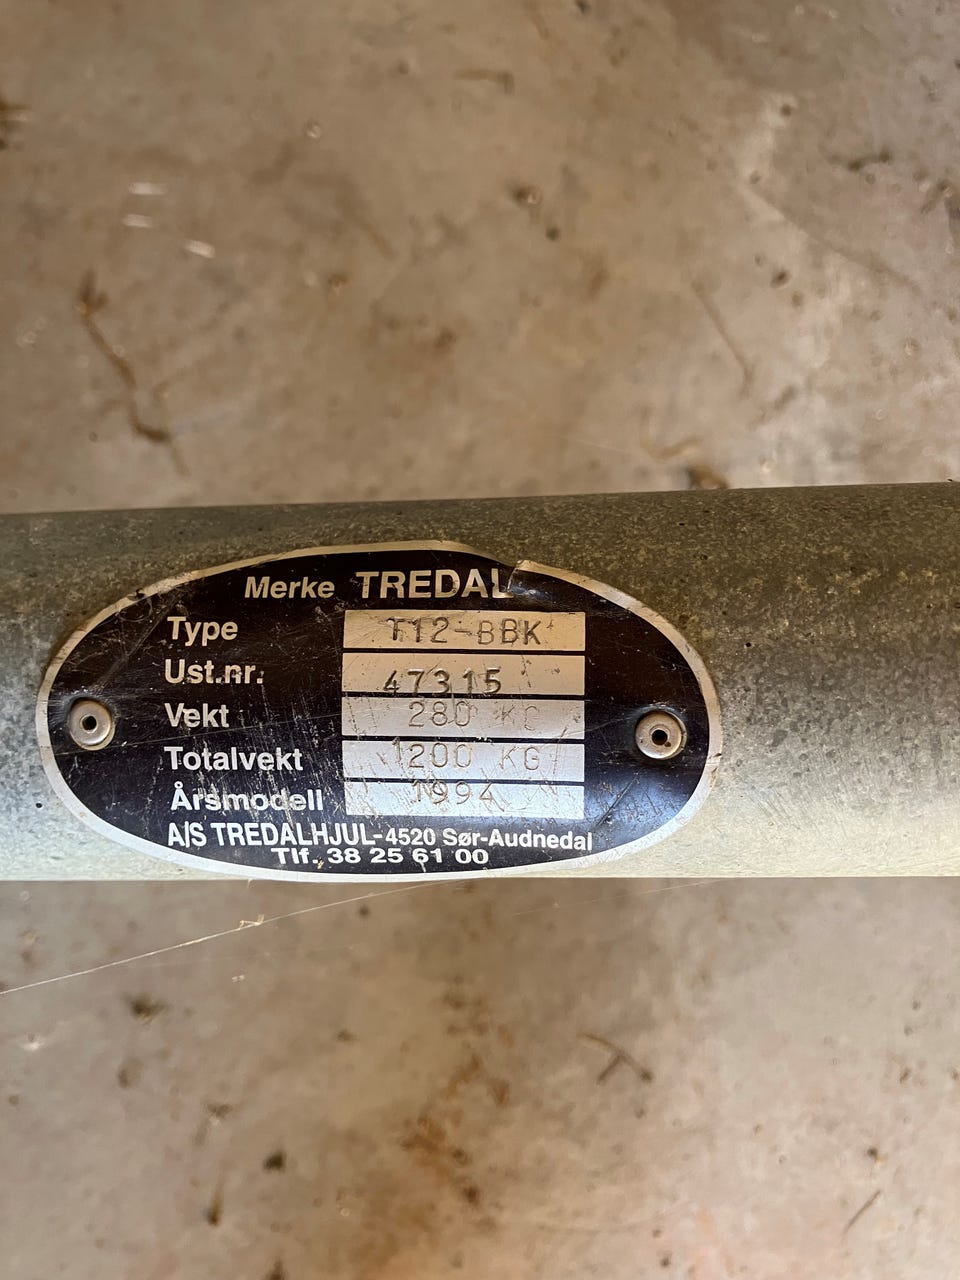 Merke TREDAL
Type T12-BBK
Ust.nr. 47315
Vekt 280 KG
Totalvekt 1200 KG
Årsmodell 1994
A/S TREDALHJUL-4520 Sør-Audnedal
Tlf. 38 25 61 00